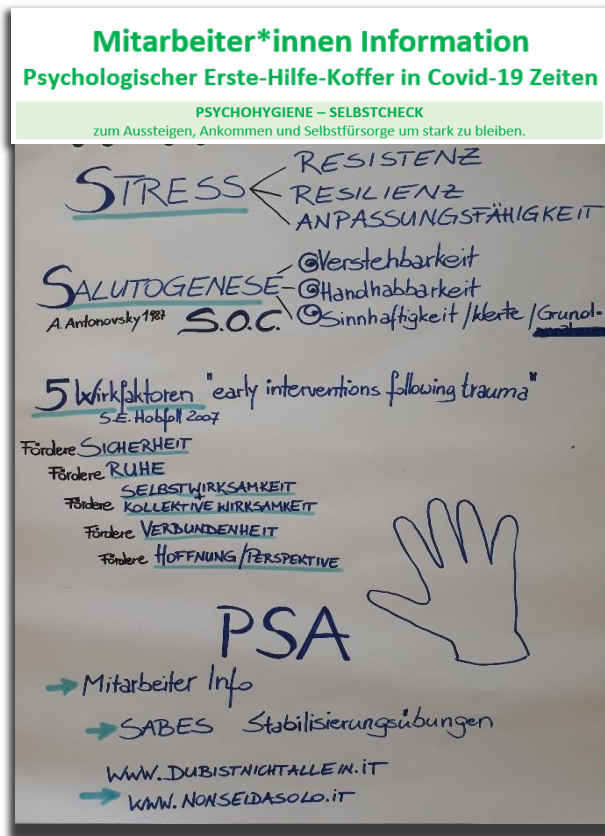 Mitarbeiter*innen Information
Psychologischer Erste-Hilfe-Koffer in Covid-19 Zeiten
PSYCHOHYGIENE – SELBSTCHECK
zum Aussteigen, Ankommen und Selbstfürsorge um stark zu bleiben.
STRESS
RESISTENZ
RESILIENZ
ANPASSUNGSFÄHIGKEIT
SALUTOGENESE
A. Antonovsky 1987 S.O.C.
Verstehbarkeit
Handhabbarkeit
Sinnhaftigkeit / Werte / Grund-
5 Wirkfaktoren "early interventions following trauma"
S.E. Hobfoll 2007
Fördere SICHERHEIT
Fördere RUHE
Fördere SELBSTWIRKSAMKEIT
+
KOLLEKTIVE WIRKSAMKEIT
Fördere VERBUNDENHEIT
Fördere HOFFNUNG/PERSPEKTIVE
PSA
Mitarbeiter Info
SABES Stabilisierungsübungen
WWW.DUBISTNICHTALLEIN.IT
WWW.NONSEIDASOLO.IT